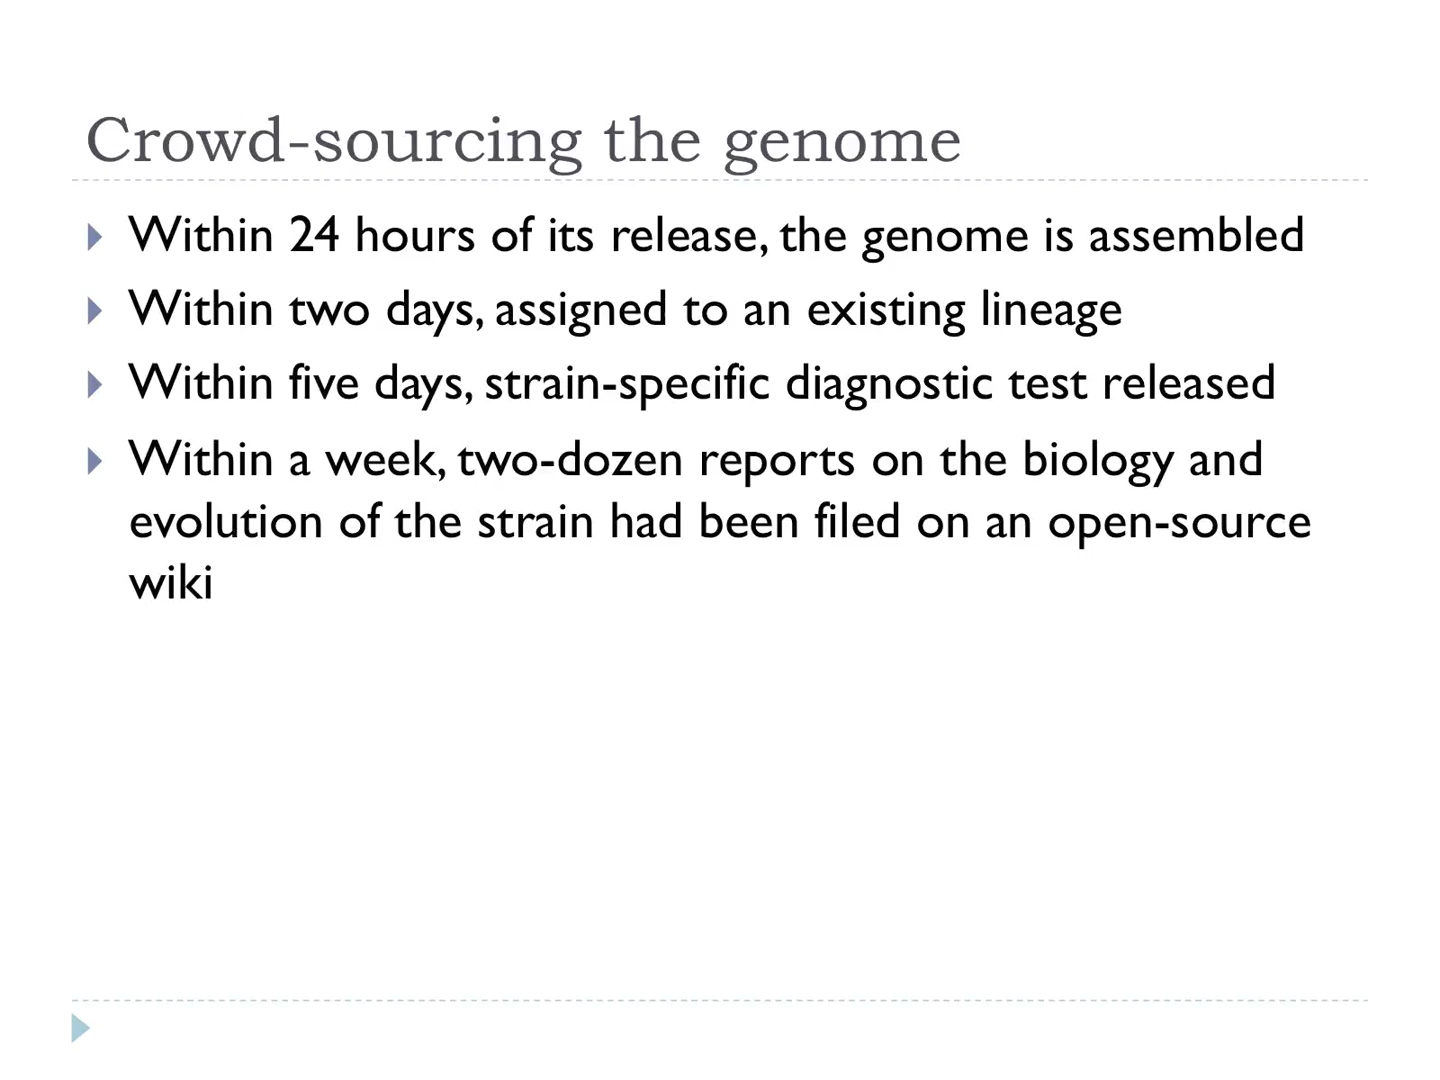 Crowd-sourcing the genome
Within 24 hours of its release, the genome is assembled
Within two days, assigned to an existing lineage
Within five days, strain-specific diagnostic test released
Within a week, two-dozen reports on the biology and
evolution of the strain had been filed on an open-source
wiki